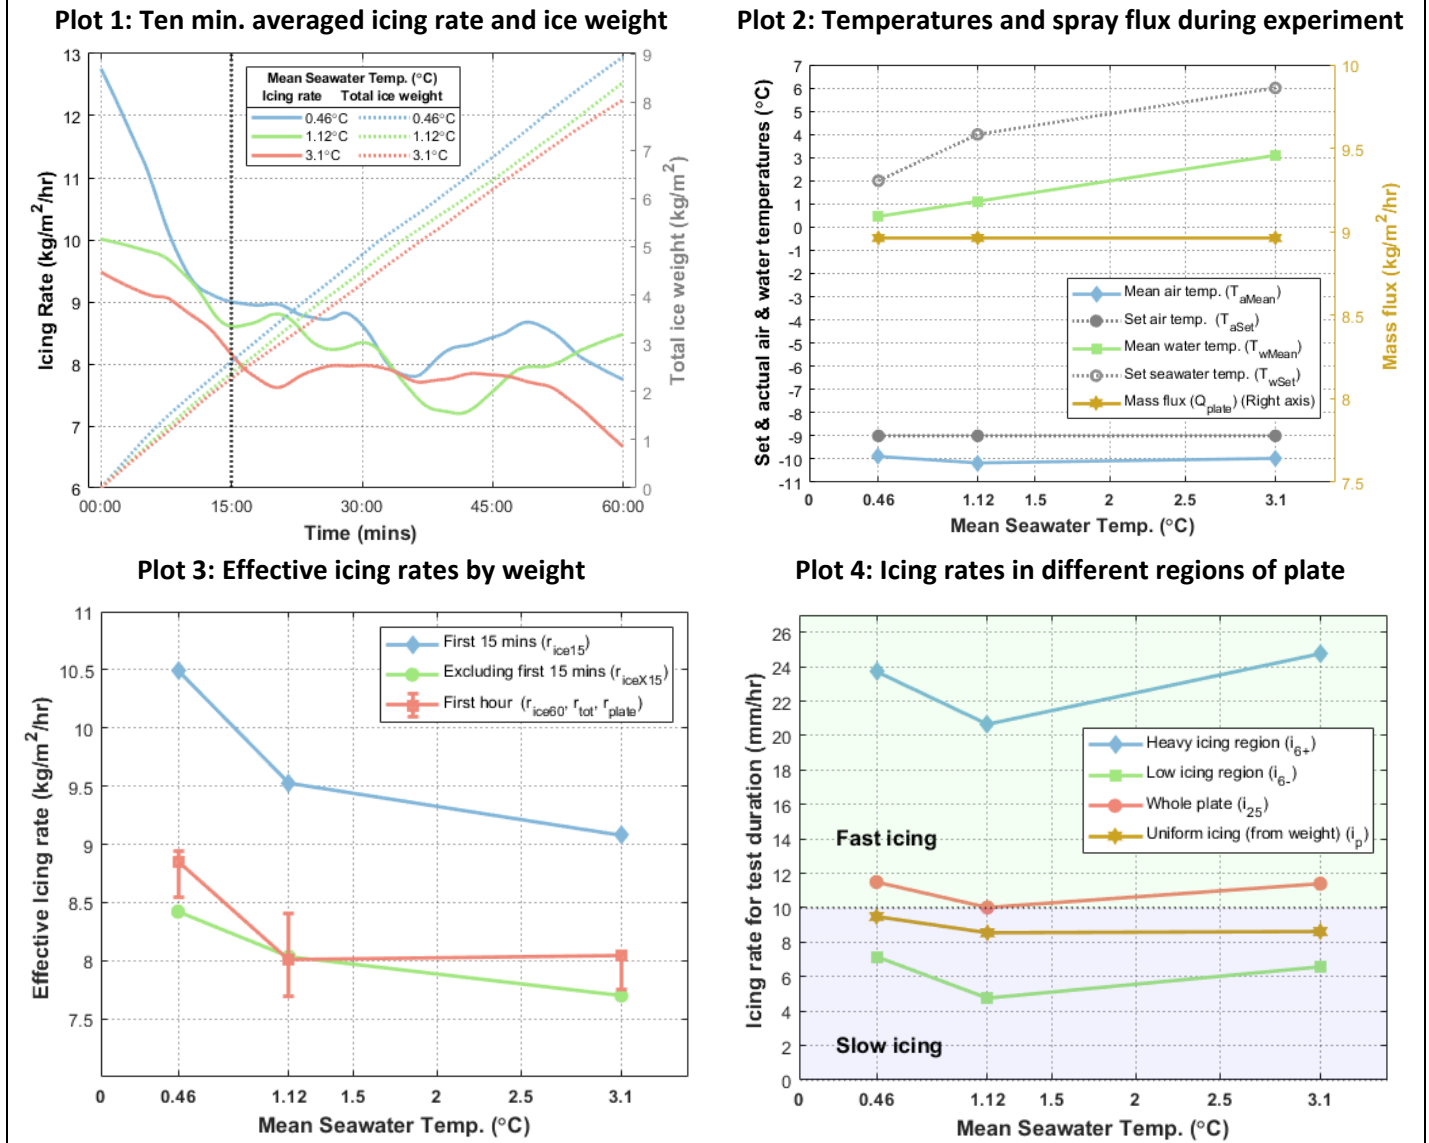 Plot 1: Ten min. averaged icing rate and ice weight
Icing Rate (kg/m2/hr)
13
12
11
10
9
8
7
6
Mean Seawater Temp. (°C)
Icing rate Total ice weight
0.46°C 0.46°C
1.12°C 1.12°C
3.1°C 3.1°C
9
8
7
6
5
4
3
2
1
0
Total ice weight (kg/m2)
00:00 15:00 30:00 45:00 60:00
Time (mins)
Plot 2: Temperatures and spray flux during experiment
Set & actual air & water temperatures (°C)
7
6
5
4
3
2
1
0
-1
-2
-3
-4
-5
-6
-7
-8
-9
-10
-11
Mean air temp. (TaMean)
Set air temp. (TaSet)
Mean water temp. (TwMean)
Set seawater temp. (TwSet)
Mass flux (Qplate) (Right axis)
10
9.5
9
8.5
8
7.5
Mass flux (kg/m2/hr)
0 0.46 1.12 1.5 2 2.5 3.1
Mean Seawater Temp. (°C)
Plot 3: Effective icing rates by weight
Effective Icing rate (kg/m2/hr)
11
10.5
10
9.5
9
8.5
8
7.5
First 15 mins (rice15)
Excluding first 15 mins (riceX15)
First hour (rice60, rtot, rplate)
0 0.46 1.12 1.5 2 2.5 3.1
Mean Seawater Temp. (°C)
Plot 4: Icing rates in different regions of plate
Icing rate for test duration (mm/hr)
26
24
22
20
18
16
14
12
10
8
6
4
2
0
Heavy icing region (i6+)
Low icing region (i6-)
Whole plate (i25)
Uniform icing (from weight) (ip)
Fast icing
Slow icing
0 0.46 1.12 1.5 2 2.5 3.1
Mean Seawater Temp. (°C)